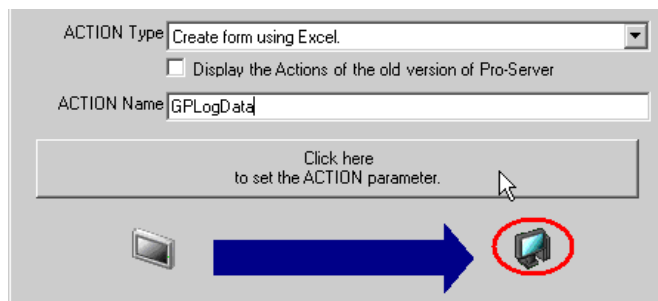 ACTION Type Create form using Excel.
Display the Actions of the old version of Pro-Server
ACTION Name GPLogData
Click here
to set the ACTION parameter.